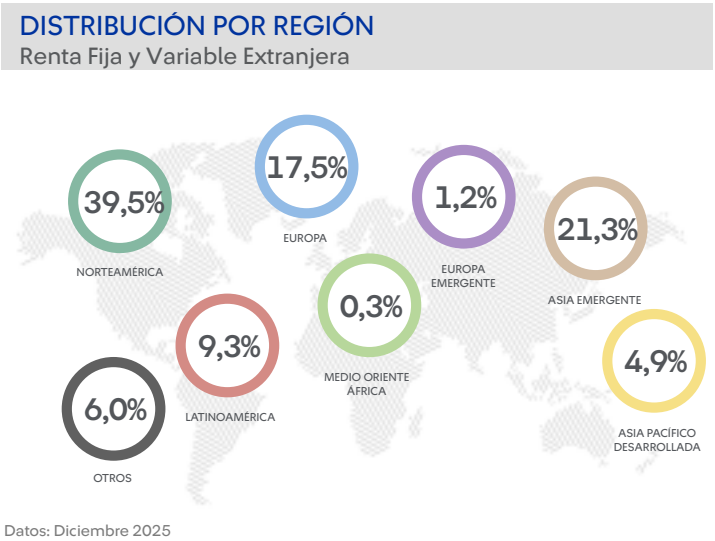 DISTRIBUCIÓN POR REGIÓN
Renta Fija y Variable Extranjera
39,5%
NORTEAMÉRICA
17,5%
EUROPA
1,2%
EUROPA
EMERGENTE
21,3%
ASIA EMERGENTE
0,3%
MEDIO ORIENTE
ÁFRICA
9,3%
LATINOAMÉRICA
4,9%
ASIA PACÍFICO
DESARROLLADA
6,0%
OTROS
Datos: Diciembre 2025